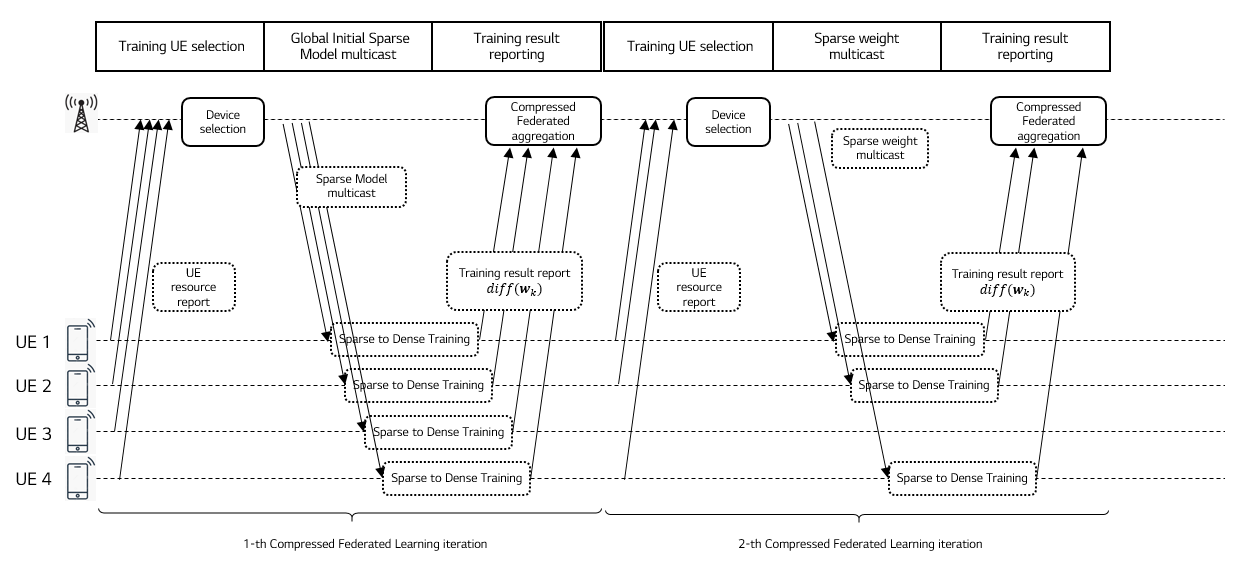 Training UE selection
Global Initial Sparse
Model multicast
Training result
reporting
Training UE selection
Sparse weight
multicast
Training result
reporting
Device
selection
Compressed
Federated
aggregation
Device
selection
Compressed
Federated
aggregation
Sparse Model
multicast
Sparse weight
multicast
UE
resource
report
Training result report
diff(w_k)
UE
resource
report
Training result report
diff(w_k)
UE 1
Sparse to Dense Training
Sparse to Dense Training
UE 2
Sparse to Dense Training
Sparse to Dense Training
UE 3
Sparse to Dense Training
UE 4
Sparse to Dense Training
Sparse to Dense Training
1-th Compressed Federated Learning iteration
2-th Compressed Federated Learning iteration